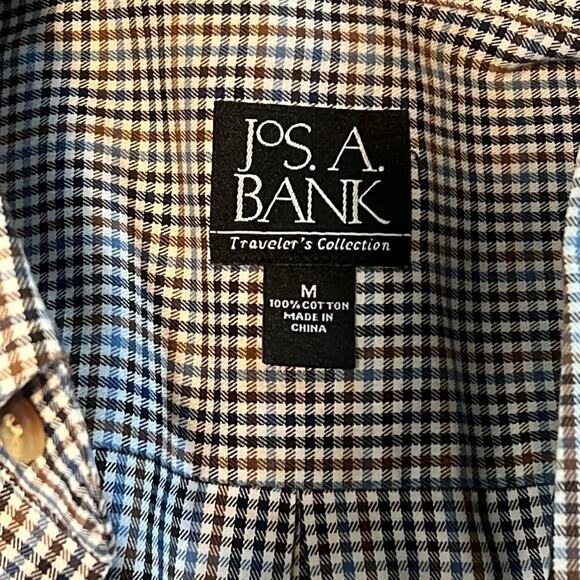 JOS. A.
BANK
Traveler's Collection
M
100% COTTON
MADE IN
CHINA